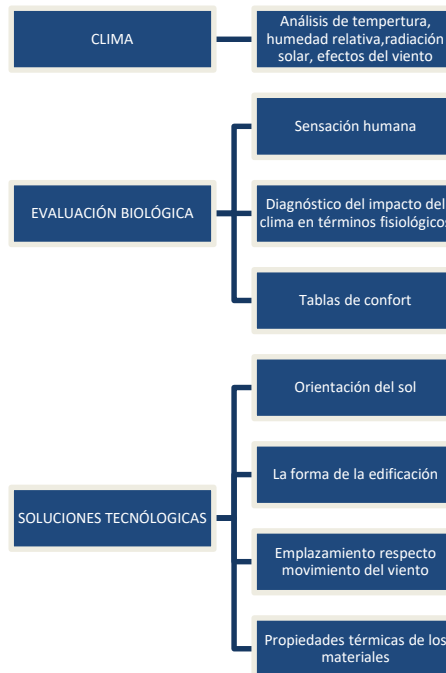 CLIMA
Análisis de tempertura,
humedad relativa,radiación
solar, efectos del viento
EVALUACIÓN BIOLÓGICA
Sensación humana
Diagnóstico del impacto del
clima en términos fisiológicos
Tablas de confort
SOLUCIONES TECNÓLOGICAS
Orientación del sol
La forma de la edificación
Emplazamiento respecto
movimiento del viento
Propiedades térmicas de los
materiales